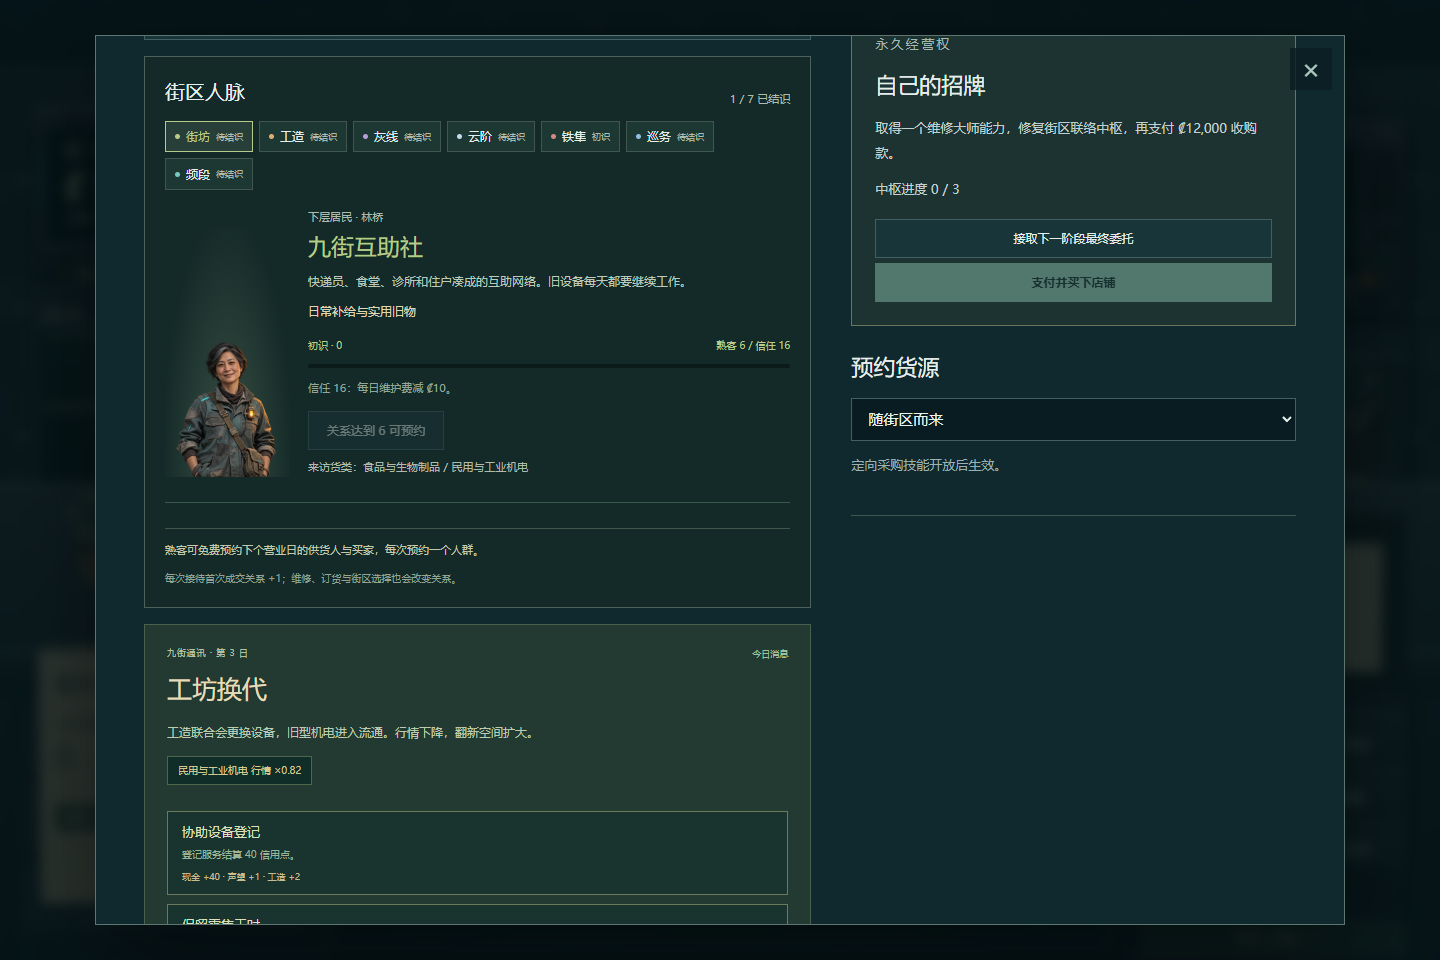 街区人脉
1 / 7 已结识
街坊 待结识
工造 待结识
灰线 待结识
云阶 待结识
铁集 初识
巡务 待结识
频段 待结识
下层居民 · 林桥
九街互助社
快递员、食堂、诊所和住户凑成的互助网络。旧设备每天都要继续工作。
日常补给与实用旧物
初识 · 0
熟客 6 / 信任 16
信任 16：每日维护费减 ₡10。
关系达到 6 可预约
来访货类：食品与生物制品 / 民用与工业机电
熟客可免费预约下个营业日的供货人与买家，每次预约一个人群。
每次接待首次成交关系 +1；维修、订货与街区选择也会改变关系。
九街通讯 · 第 3 日
今日消息
工坊换代
工造联合会更换设备，旧型机电进入流通。行情下降，翻新空间扩大。
民用与工业机电 行情 ×0.82
协助设备登记
登记服务结算 40 信用点。
现金 +40 · 声望 +1 · 工造 +2
永久经营权
自己的招牌
取得一个维修大师能力，修复街区联络中枢，再支付 ₡12,000 收购
款。
中枢进度 0 / 3
接取下一阶段最终委托
支付并买下店铺
预约货源
随街区而来
定向采购技能开放后生效。
×